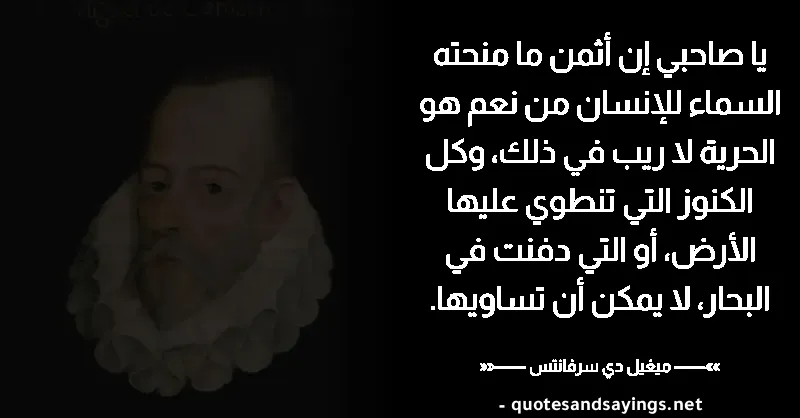 يا صاحبي إن أثمن ما منحته
السماء للإنسان من نعم هو
الحرية لا ريب في ذلك، وكل
الكنوز التي تنطوي عليها
الأرض، أو التي دفنت في
البحار، لا يمكن أن تساويها.
»—— ميغيل دي سرفانتس ——««
- quotesandsayings.net